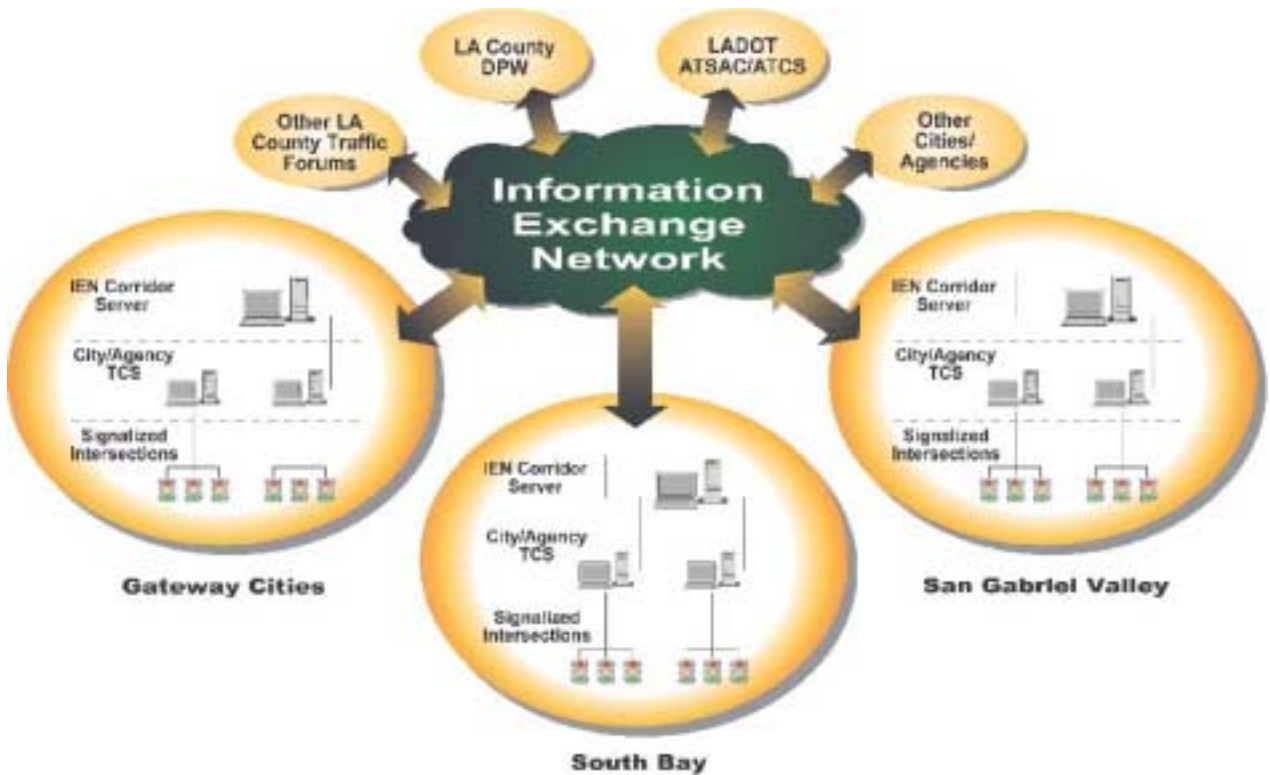 LA County
DPW
LADOT
ATSAC/ATCS
Other LA
County Traffic
Forums
Other
Cities/
Agencies
Information
Exchange
Network
IEN Corridor
Server
City/Agency
TCS
Signalized
Intersections
Gateway Cities
IEN Corridor
Server
City/Agency
TCS
Signalized
Intersections
South Bay
IEN Corridor
Server
City/Agency
TCS
Signalized
Intersections
San Gabriel Valley